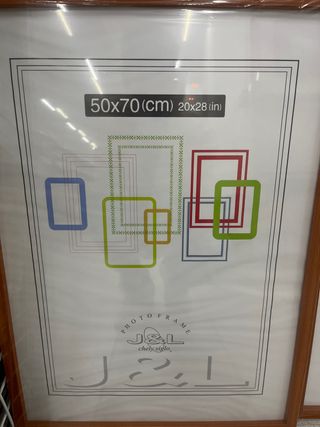 50x70(cm) 20x28(in)
PHOTO FRAME
J&L
J&L